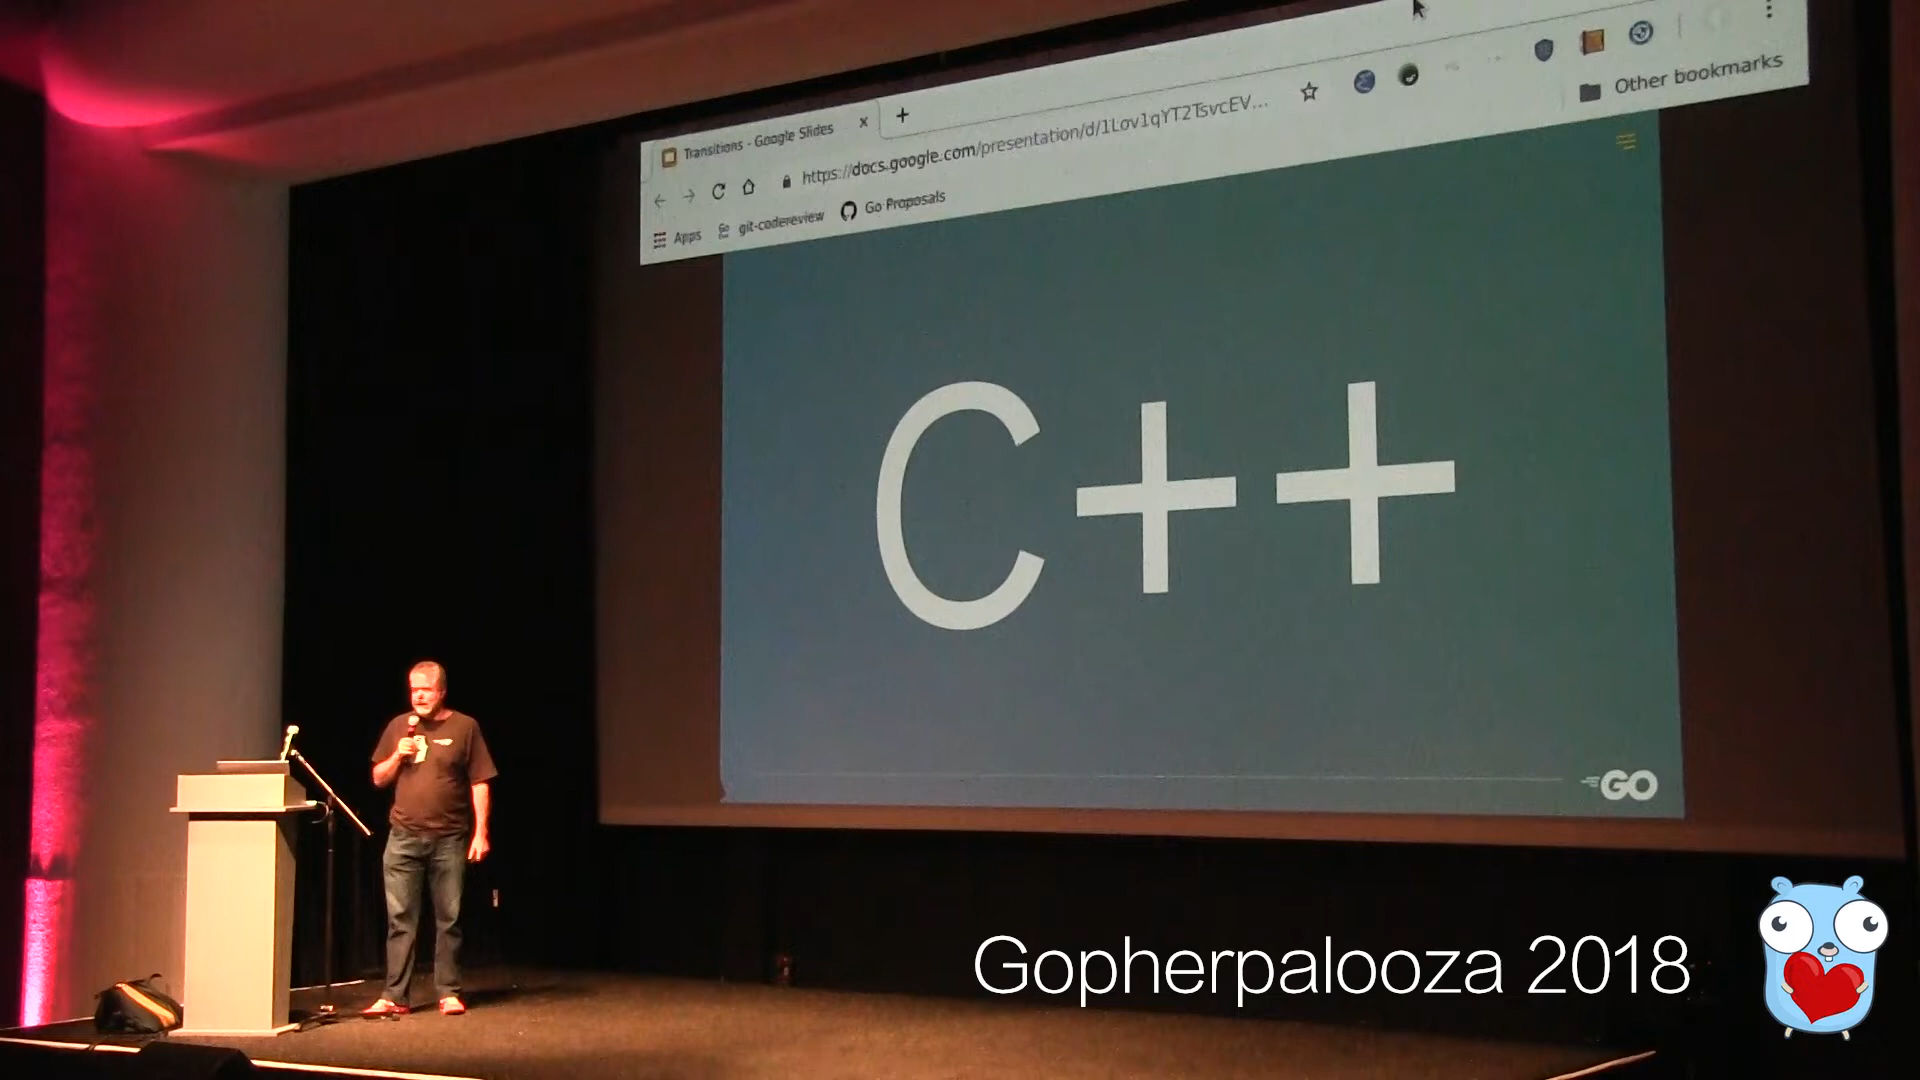 Transitions - Google Slides
https://docs.google.com/presentation/d/1Lov1qYT2TsvcEV...
Other bookmarks
Apps
git-codereview
Go Proposals
C++
GO
Gopherpalooza 2018